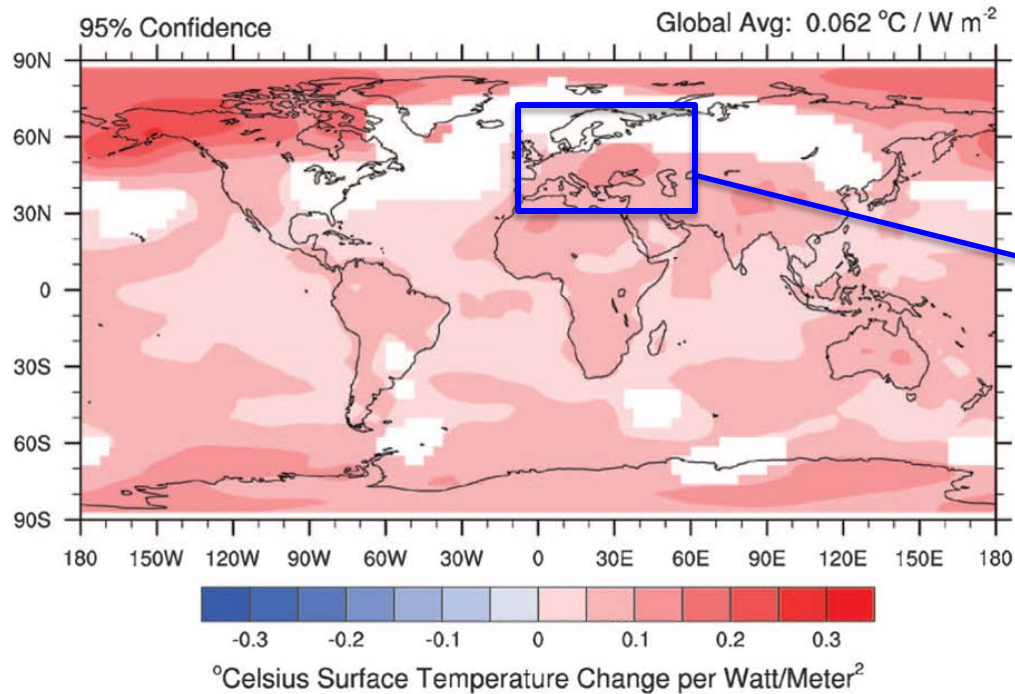 95% Confidence
Global Avg: 0.062 °C / W m-2
90N
60N
30N
0
30S
60S
90S
180 150W 120W 90W 60W 30W 0 30E 60E 90E 120E 150E 180
-0.3 -0.2 -0.1 0 0.1 0.2 0.3
°Celsius Surface Temperature Change per Watt/Meter²